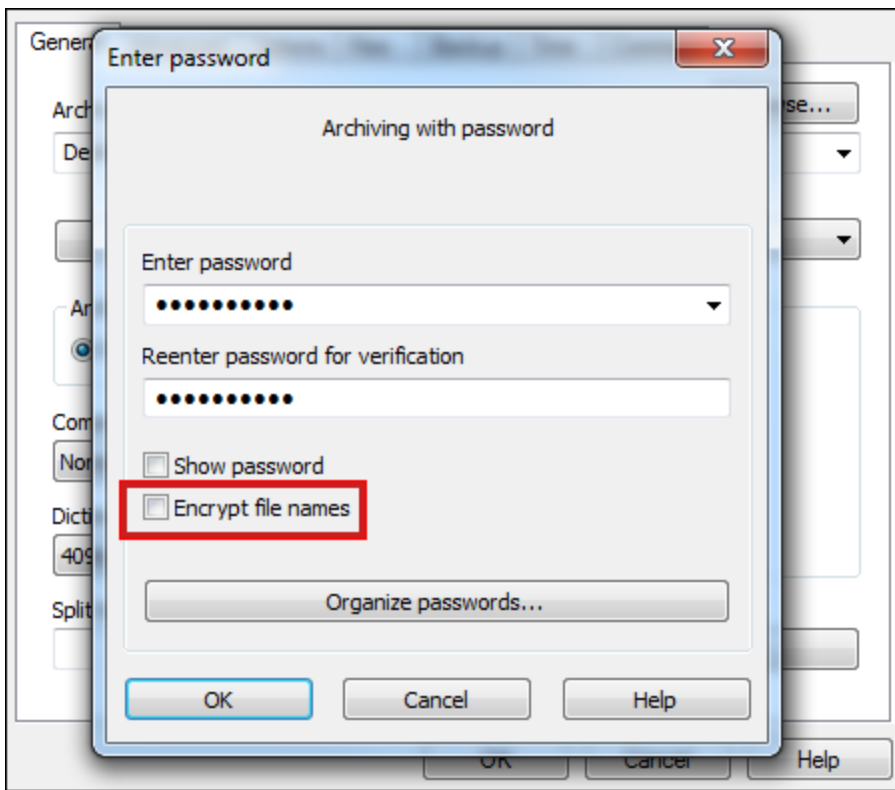 Enter password
Archiving with password
Enter password
••••••••••
Reenter password for verification
••••••••••
Show password
Encrypt file names
Organize passwords...
OK Cancel Help
Help